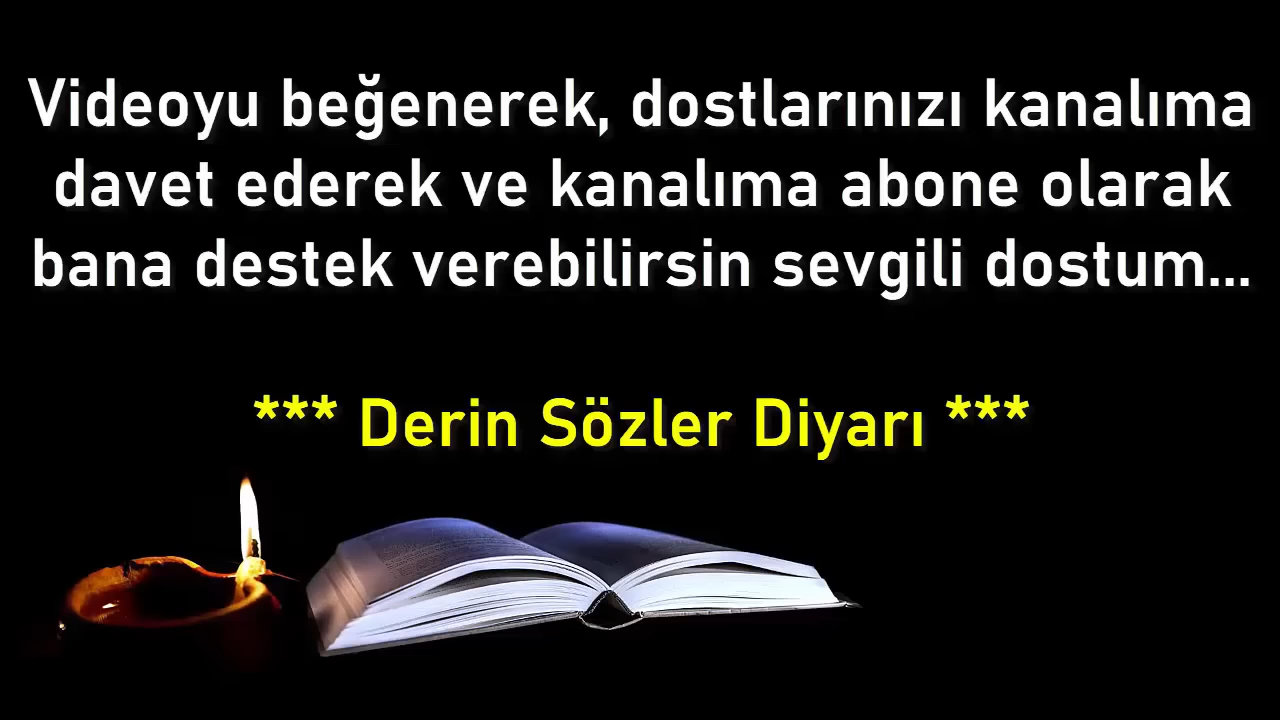 Videoyu beğenerek, dostlarınızı kanalıma
davet ederek ve kanalıma abone olarak
bana destek verebilirsin sevgili dostum...
*** Derin Sözler Diyarı ***